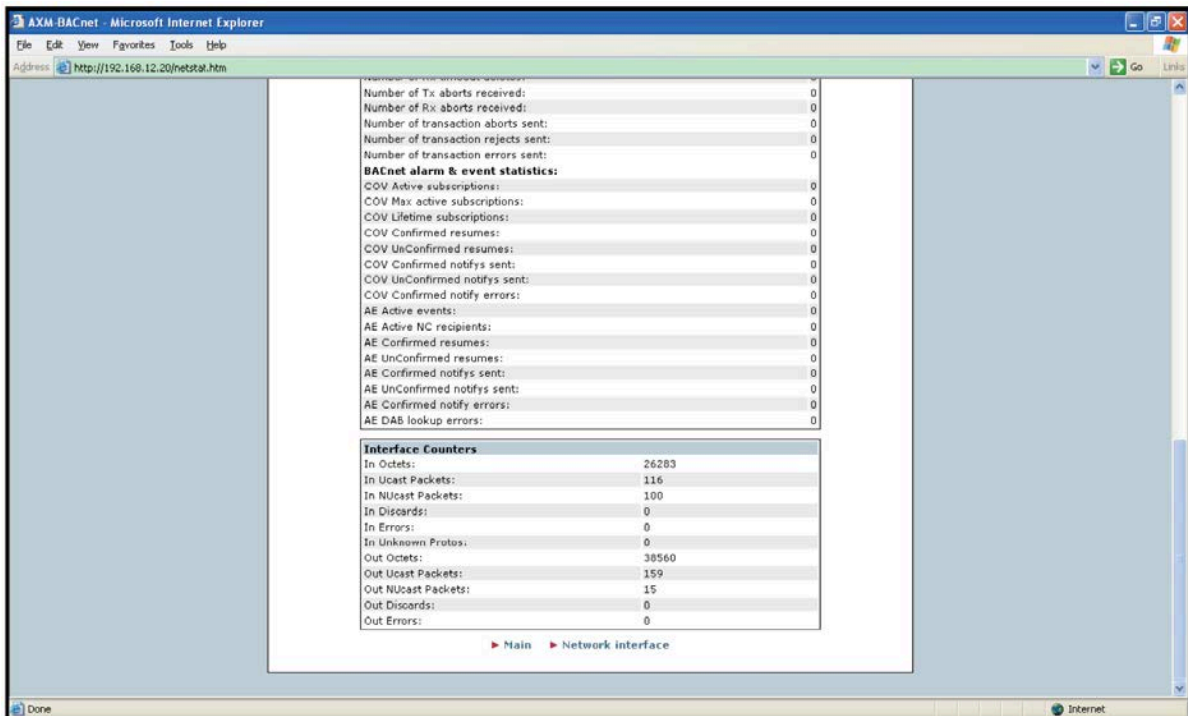 AXM-BACnet - Microsoft Internet Explorer
File Edit View Favorites Tools Help
Address http://192.168.12.20/netstat.htm Go Links
Number of Tx aborts received: 0
Number of Rx aborts received: 0
Number of transaction aborts sent: 0
Number of transaction rejects sent: 0
Number of transaction errors sent: 0
BACnet alarm & event statistics:
COV Active subscriptions: 0
COV Max active subscriptions: 0
COV Lifetime subscriptions: 0
COV Confirmed resumes: 0
COV UnConfirmed resumes: 0
COV Confirmed notifys sent: 0
COV UnConfirmed notifys sent: 0
COV Confirmed notify errors: 0
AE Active events: 0
AE Active NC recipients: 0
AE Confirmed resumes: 0
AE UnConfirmed resumes: 0
AE Confirmed notifys sent: 0
AE UnConfirmed notifys sent: 0
AE Confirmed notify errors: 0
AE DAB lookup errors: 0
Interface Counters
In Octets: 26283
In Ucast Packets: 116
In NUcast Packets: 100
In Discards: 0
In Errors: 0
In Unknown Protos: 0
Out Octets: 38560
Out Ucast Packets: 159
Out NUcast Packets: 15
Out Discards: 0
Out Errors: 0
Main Network interface
Done Internet